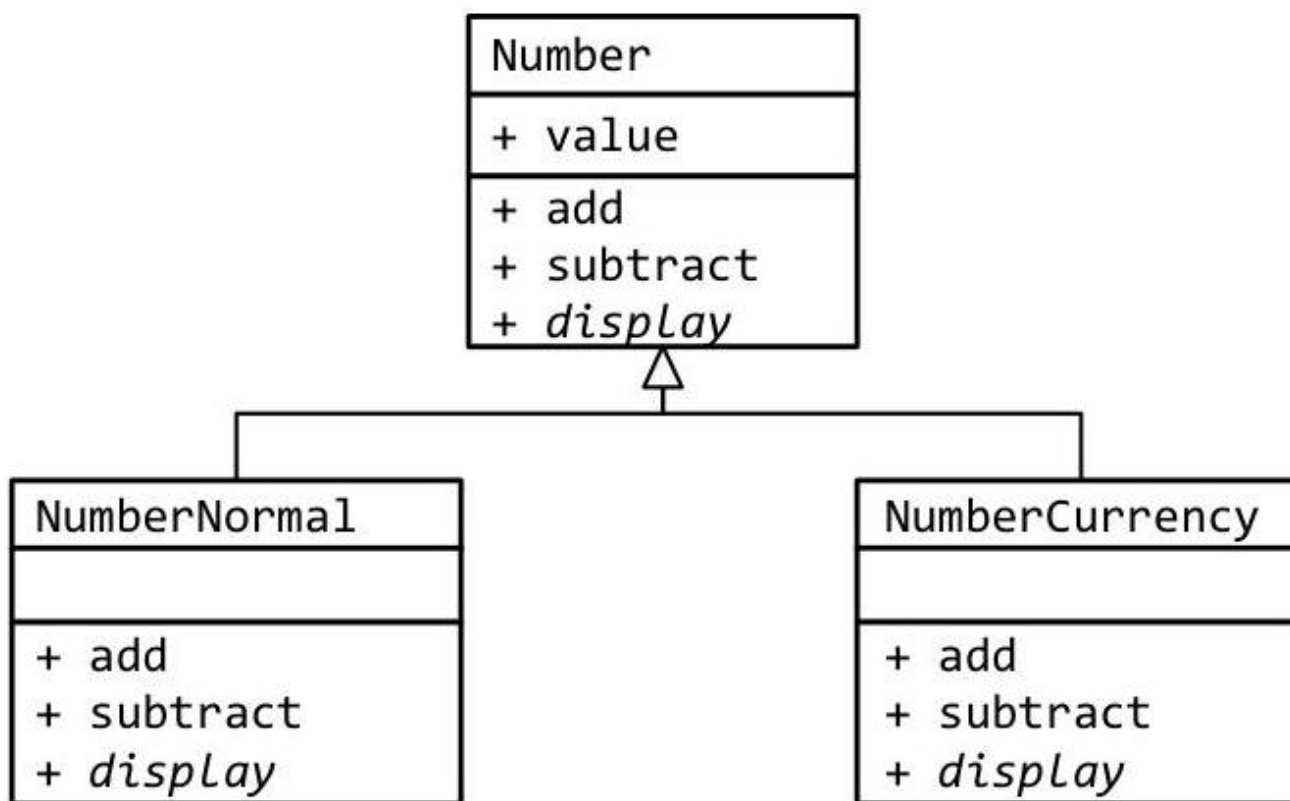 Number
+ value
+ add
+ subtract
+ display
NumberNormal
+ add
+ subtract
+ display
NumberCurrency
+ add
+ subtract
+ display